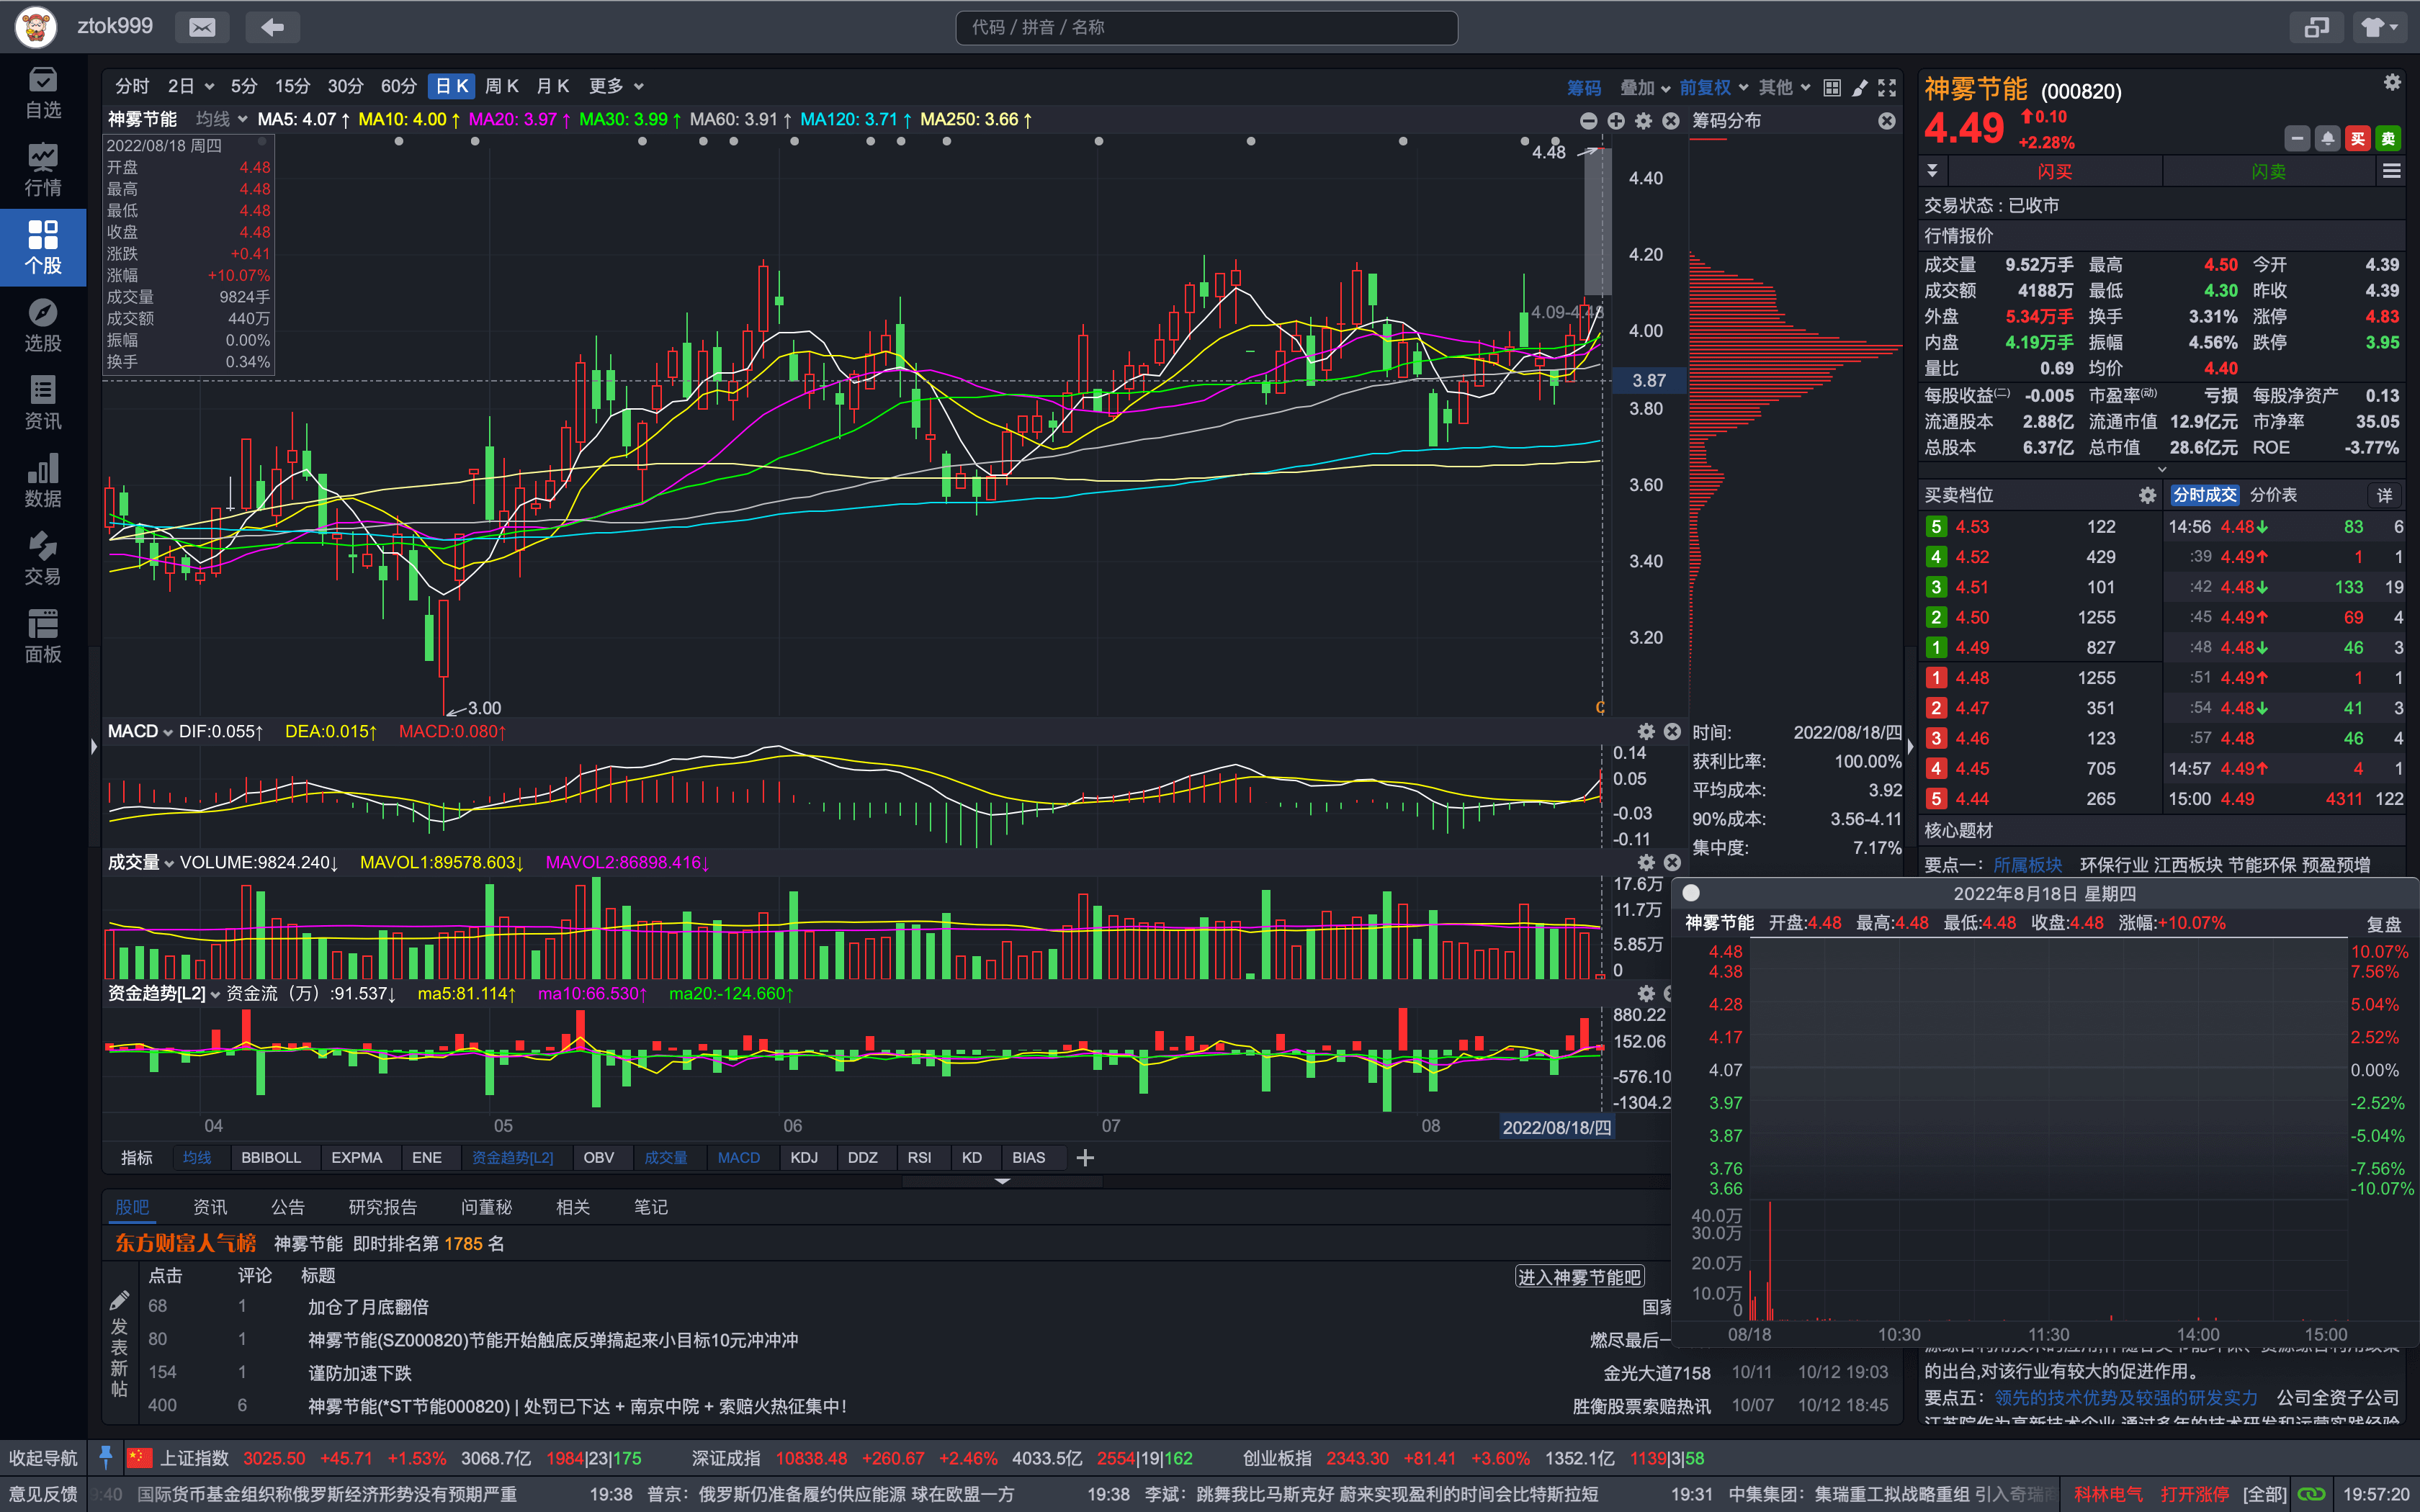 ztok999
代码 / 拼音 / 名称
自选
行情
个股
选股
资讯
数据
交易
面板
分时 2日 5分 15分 30分 60分 日K 周K 月K 更多
筹码 叠加 前复权 其他
神雾节能 均线 MA5: 4.07↑ MA10: 4.00↑ MA20: 3.97↑ MA30: 3.99↑ MA60: 3.91↑ MA120: 3.71↑ MA250: 3.66↑
筹码分布
2022/08/18 周四
开盘 4.48
最高 4.48
最低 4.48
收盘 4.48
涨跌 +0.41
涨幅 +10.07%
成交量 9824手
成交额 440万
振幅 0.00%
换手 0.34%
4.48
4.40
4.20
4.09-4.48
4.00
3.87
3.80
3.60
3.40
3.20
3.00
C
MACD DIF:0.055↑ DEA:0.015↑ MACD:0.080↑
0.14
0.05
-0.03
-0.11
成交量 VOLUME:9824.240↓ MAVOL1:89578.603↓ MAVOL2:86898.416↓
17.6万
11.7万
5.85万
0
资金趋势[L2] 资金流（万）:91.537↓ ma5:81.114↑ ma10:66.530↑ ma20:-124.660↑
880.22
152.06
-576.10
-1304.2
04 05 06 07 08 2022/08/18/四
时间: 2022/08/18/四
获利比率: 100.00%
平均成本: 3.92
90%成本: 3.56-4.11
集中度: 7.17%
指标 均线 BBIBOLL EXPMA ENE 资金趋势[L2] OBV 成交量 MACD KDJ DDZ RSI KD BIAS
股吧 资讯 公告 研究报告 问董秘 相关 笔记
东方财富人气榜 神雾节能 即时排名第 1785 名
发表新帖
点击 评论 标题
进入神雾节能吧
68 1 加仓了月底翻倍 国家
80 1 神雾节能(SZ000820)节能开始触底反弹搞起来小目标10元冲冲冲 燃尽最后一
154 1 谨防加速下跌 金光大道7158 10/11 10/12 19:03
400 6 神雾节能(*ST节能000820) | 处罚已下达 + 南京中院 + 索赔火热征集中! 胜衡股票索赔热讯 10/07 10/12 18:45
神雾节能 (000820)
4.49 0.10
+2.28%
买 卖
闪买 闪卖
交易状态 : 已收市
行情报价
成交量 9.52万手 最高 4.50 今开 4.39
成交额 4188万 最低 4.30 昨收 4.39
外盘 5.34万手 换手 3.31% 涨停 4.83
内盘 4.19万手 振幅 4.56% 跌停 3.95
量比 0.69 均价 4.40
每股收益(二) -0.005 市盈率(动) 亏损 每股净资产 0.13
流通股本 2.88亿 流通市值 12.9亿元 市净率 35.05
总股本 6.37亿 总市值 28.6亿元 ROE -3.77%
买卖档位 分时成交 分价表 详
5 4.53 122 14:56 4.48↓ 83 6
4 4.52 429 :39 4.49↑ 1 1
3 4.51 101 :42 4.48↓ 133 19
2 4.50 1255 :45 4.49↑ 69 4
1 4.49 827 :48 4.48↓ 46 3
1 4.48 1255 :51 4.49↑ 1 1
2 4.47 351 :54 4.48↓ 41 3
3 4.46 123 :57 4.48 46 4
4 4.45 705 14:57 4.49↑ 4 1
5 4.44 265 15:00 4.49 4311 122
核心题材
要点一： 所属板块 环保行业 江西板块 节能环保 预盈预增
2022年8月18日 星期四
神雾节能 开盘:4.48 最高:4.48 最低:4.48 收盘:4.48 涨幅:+10.07% 复盘
4.48 10.07%
4.38 7.56%
4.28 5.04%
4.17 2.52%
4.07 0.00%
3.97 -2.52%
3.87 -5.04%
3.76 -7.56%
3.66 -10.07%
40.0万
30.0万
20.0万
10.0万
0
08/18 10:30 11:30 14:00 15:00
的出台,对该行业有较大的促进作用。
要点五： 领先的技术优势及较强的研发实力 公司全资子公司
江苏院作为高新技术企业,通过多年的技术研发和运营实践经验
收起导航 上证指数 3025.50 +45.71 +1.53% 3068.7亿 1984|23|175 深证成指 10838.48 +260.67 +2.46% 4033.5亿 2554|19|162 创业板指 2343.30 +81.41 +3.60% 1352.1亿 1139|3|58
意见反馈 9:40 国际货币基金组织称俄罗斯经济形势没有预期严重 19:38 普京：俄罗斯仍准备履约供应能源 球在欧盟一方 19:38 李斌：跳舞我比马斯克好 蔚来实现盈利的时间会比特斯拉短 19:31 中集集团：集瑞重工拟战略重组 引入奇瑞商 科林电气 打开涨停 [全部] 19:57:20